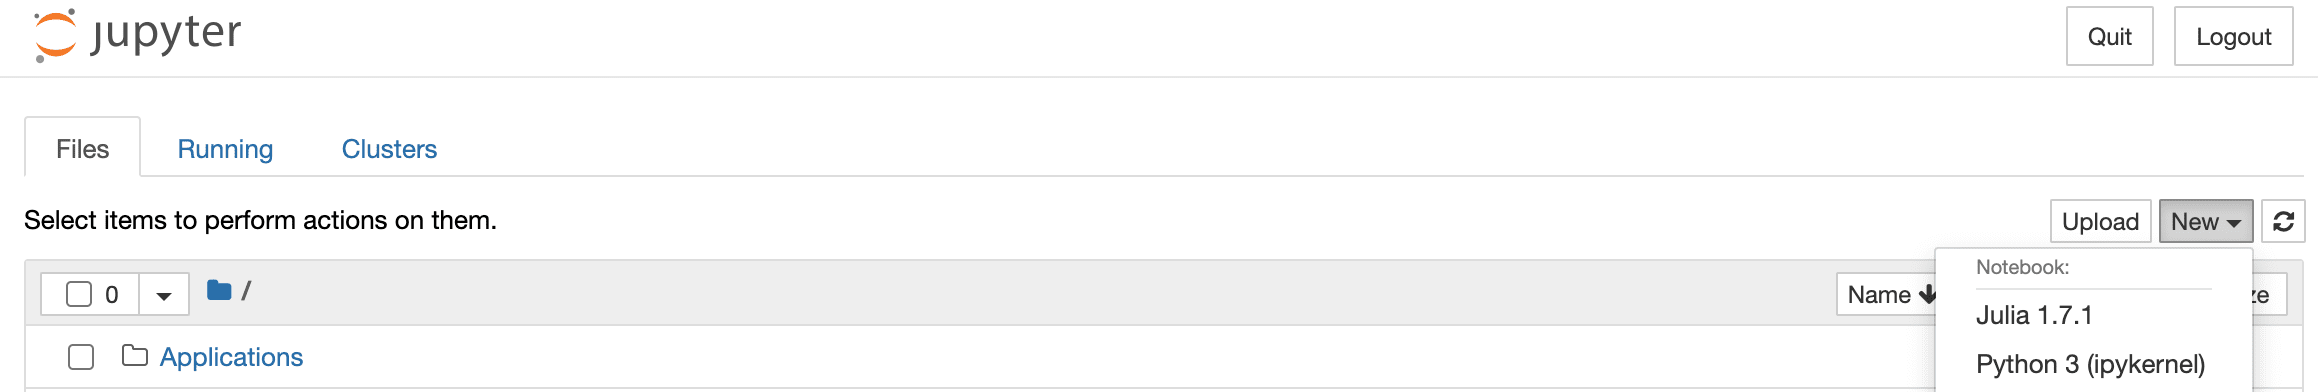 jupyter
Quit Logout
Files Running Clusters
Select items to perform actions on them.
Upload New
0 / Name
Notebook:
Julia 1.7.1
Applications
Python 3 (ipykernel)